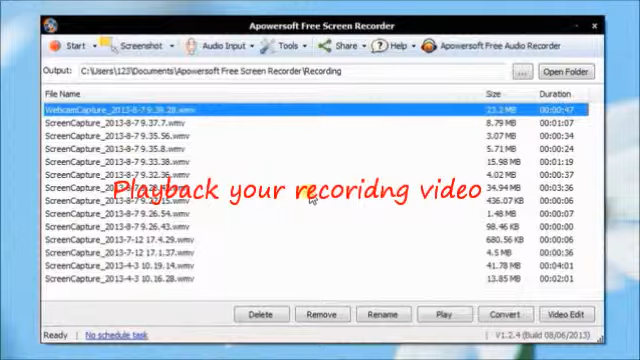 Apowersoft Free Screen Recorder
Start Screenshot Audio Input Tools Share Help Apowersoft Free Audio Recorder
Output: C:\Users\123\Documents\Apowersoft Free Screen Recorder\Recording ... Open Folder
File Name Size Duration
WebcamCapture_2013-8-7 9.39.28.wmv 23.2 MB 00:00:47
ScreenCapture_2013-8-7 9.37.7.wmv 8.79 MB 00:01:07
ScreenCapture_2013-8-7 9.35.56.wmv 3.07 MB 00:00:34
ScreenCapture_2013-8-7 9.35.8.wmv 5.71 MB 00:00:24
ScreenCapture_2013-8-7 9.33.38.wmv 15.98 MB 00:01:19
ScreenCapture_2013-8-7 9.32.36.wmv 4.02 MB 00:00:37
34.94 MB 00:03:36
Playback your recoridng video
436.07 KB 00:00:06
ScreenCapture_2013-8-7 9.26.54.wmv 1.48 MB 00:00:07
ScreenCapture_2013-8-7 9.26.43.wmv 98.46 KB 00:00:00
ScreenCapture_2013-7-12 17.4.29.wmv 680.56 KB 00:00:06
ScreenCapture_2013-7-12 17.1.37.wmv 4.5 MB 00:00:36
ScreenCapture_2013-4-3 10.19.14.wmv 41.78 MB 00:04:01
ScreenCapture_2013-4-3 10.16.28.wmv 13.85 MB 00:02:01
Delete Remove Rename Play Convert Video Edit
Ready No schedule task V1.2.4 (Build 08/06/2013)